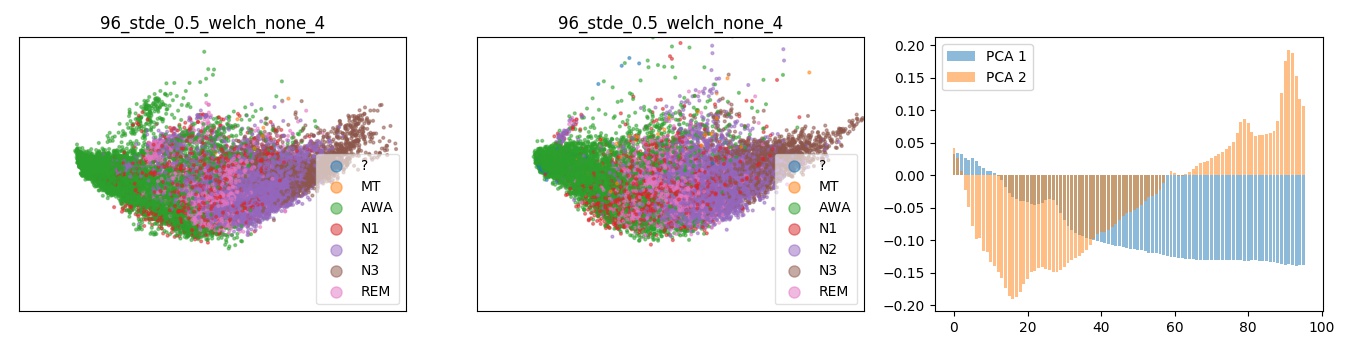 96_stde_0.5_welch_none_4
?
MT
AWA
N1
N2
N3
REM
96_stde_0.5_welch_none_4
?
MT
AWA
N1
N2
N3
REM
PCA 1
PCA 2
0.20
0.15
0.10
0.05
0.00
−0.05
−0.10
−0.15
−0.20
0 20 40 60 80 100